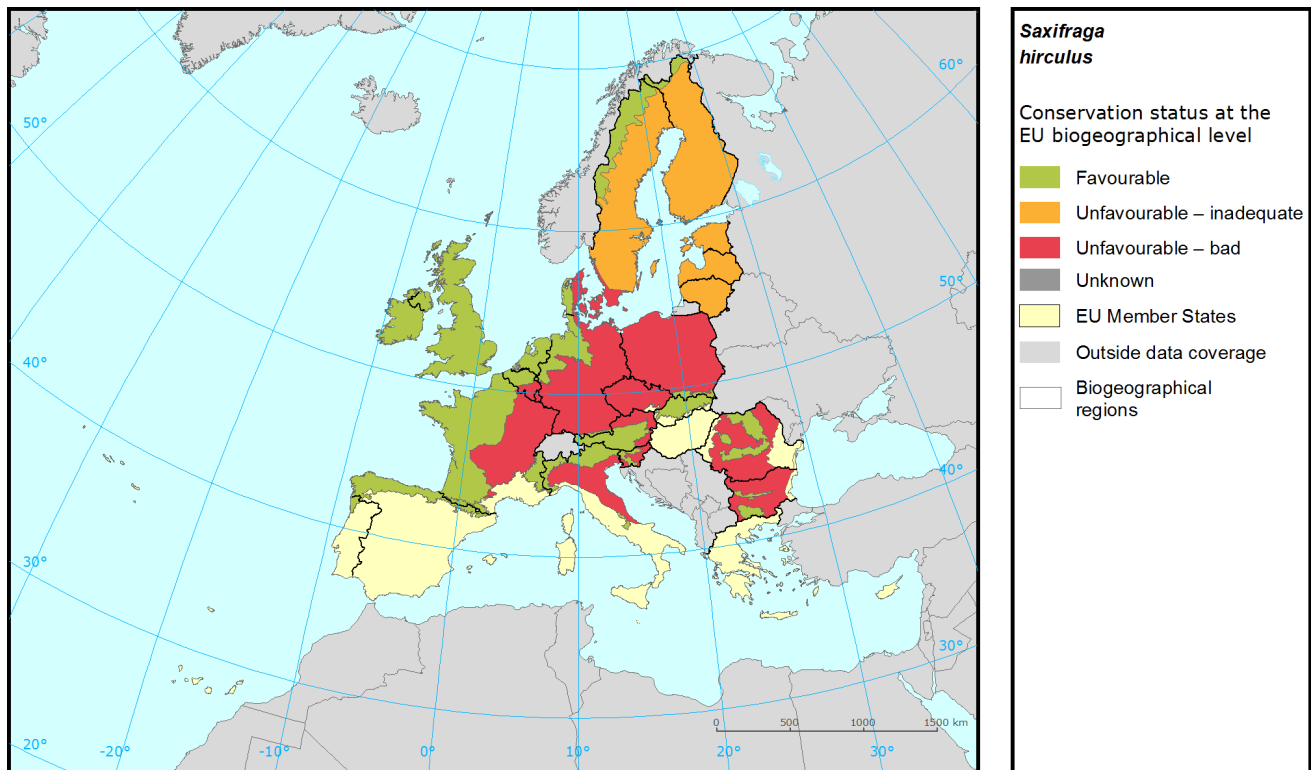 Saxifraga
hirculus
Conservation status at the
EU biogeographical level
Favourable
Unfavourable – inadequate
Unfavourable – bad
Unknown
EU Member States
Outside data coverage
Biogeographical
regions
60°
50°
50°
40°
40°
30°
30°
20°
-20°
-10°
0°
10°
20°
30°
0
500
1000
1500 km